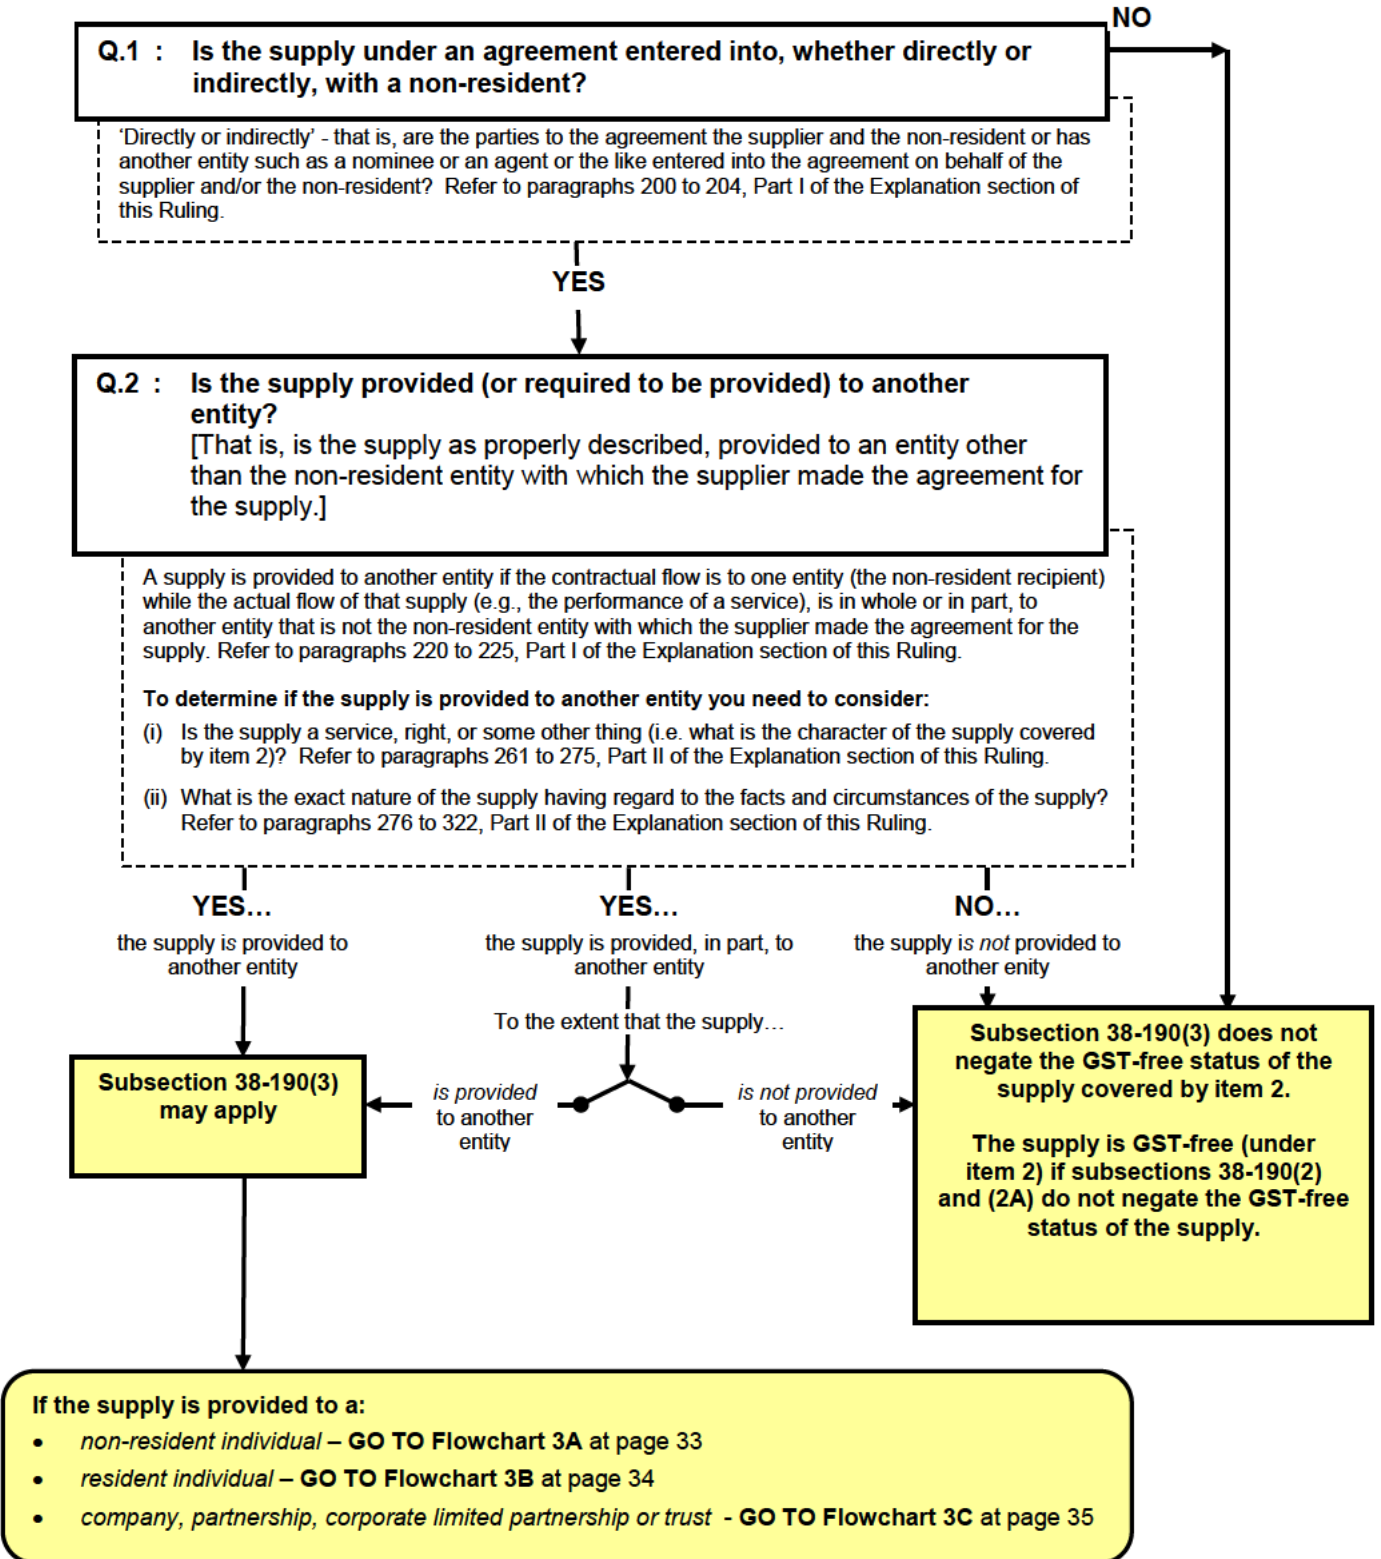 NO
Q.1 : Is the supply under an agreement entered into, whether directly or
indirectly, with a non-resident?
'Directly or indirectly' - that is, are the parties to the agreement the supplier and the non-resident or has
another entity such as a nominee or an agent or the like entered into the agreement on behalf of the
supplier and/or the non-resident? Refer to paragraphs 200 to 204, Part I of the Explanation section of
this Ruling.
YES
Q.2 : Is the supply provided (or required to be provided) to another
entity?
[That is, is the supply as properly described, provided to an entity other
than the non-resident entity with which the supplier made the agreement for
the supply.]
A supply is provided to another entity if the contractual flow is to one entity (the non-resident recipient)
while the actual flow of that supply (e.g., the performance of a service), is in whole or in part, to
another entity that is not the non-resident entity with which the supplier made the agreement for the
supply. Refer to paragraphs 220 to 225, Part I of the Explanation section of this Ruling.
To determine if the supply is provided to another entity you need to consider:
(i) Is the supply a service, right, or some other thing (i.e. what is the character of the supply covered
by item 2)? Refer to paragraphs 261 to 275, Part II of the Explanation section of this Ruling.
(ii) What is the exact nature of the supply having regard to the facts and circumstances of the supply?
Refer to paragraphs 276 to 322, Part II of the Explanation section of this Ruling.
YES...
the supply is provided to
another entity
YES...
the supply is provided, in part, to
another entity
NO...
the supply is not provided to
another enity
To the extent that the supply...
is provided
to another
entity
is not provided
to another
entity
Subsection 38-190(3)
may apply
Subsection 38-190(3) does not
negate the GST-free status of the
supply covered by item 2.
The supply is GST-free (under
item 2) if subsections 38-190(2)
and (2A) do not negate the GST-free
status of the supply.
If the supply is provided to a:
• non-resident individual – GO TO Flowchart 3A at page 33
• resident individual – GO TO Flowchart 3B at page 34
• company, partnership, corporate limited partnership or trust - GO TO Flowchart 3C at page 35